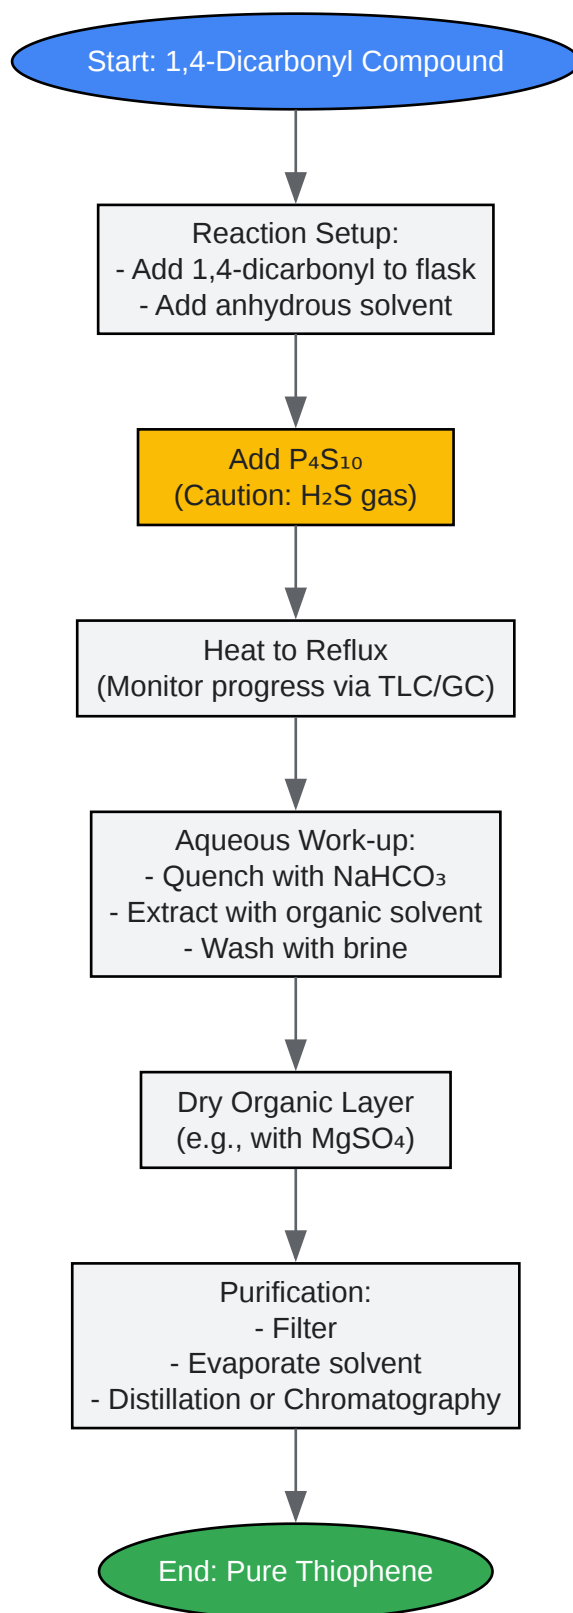 Start: 1,4-Dicarbonyl Compound
Reaction Setup:
- Add 1,4-dicarbonyl to flask
- Add anhydrous solvent
Add P₄S₁₀
(Caution: H₂S gas)
Heat to Reflux
(Monitor progress via TLC/GC)
Aqueous Work-up:
- Quench with NaHCO₃
- Extract with organic solvent
- Wash with brine
Dry Organic Layer
(e.g., with MgSO₄)
Purification:
- Filter
- Evaporate solvent
- Distillation or Chromatography
End: Pure Thiophene